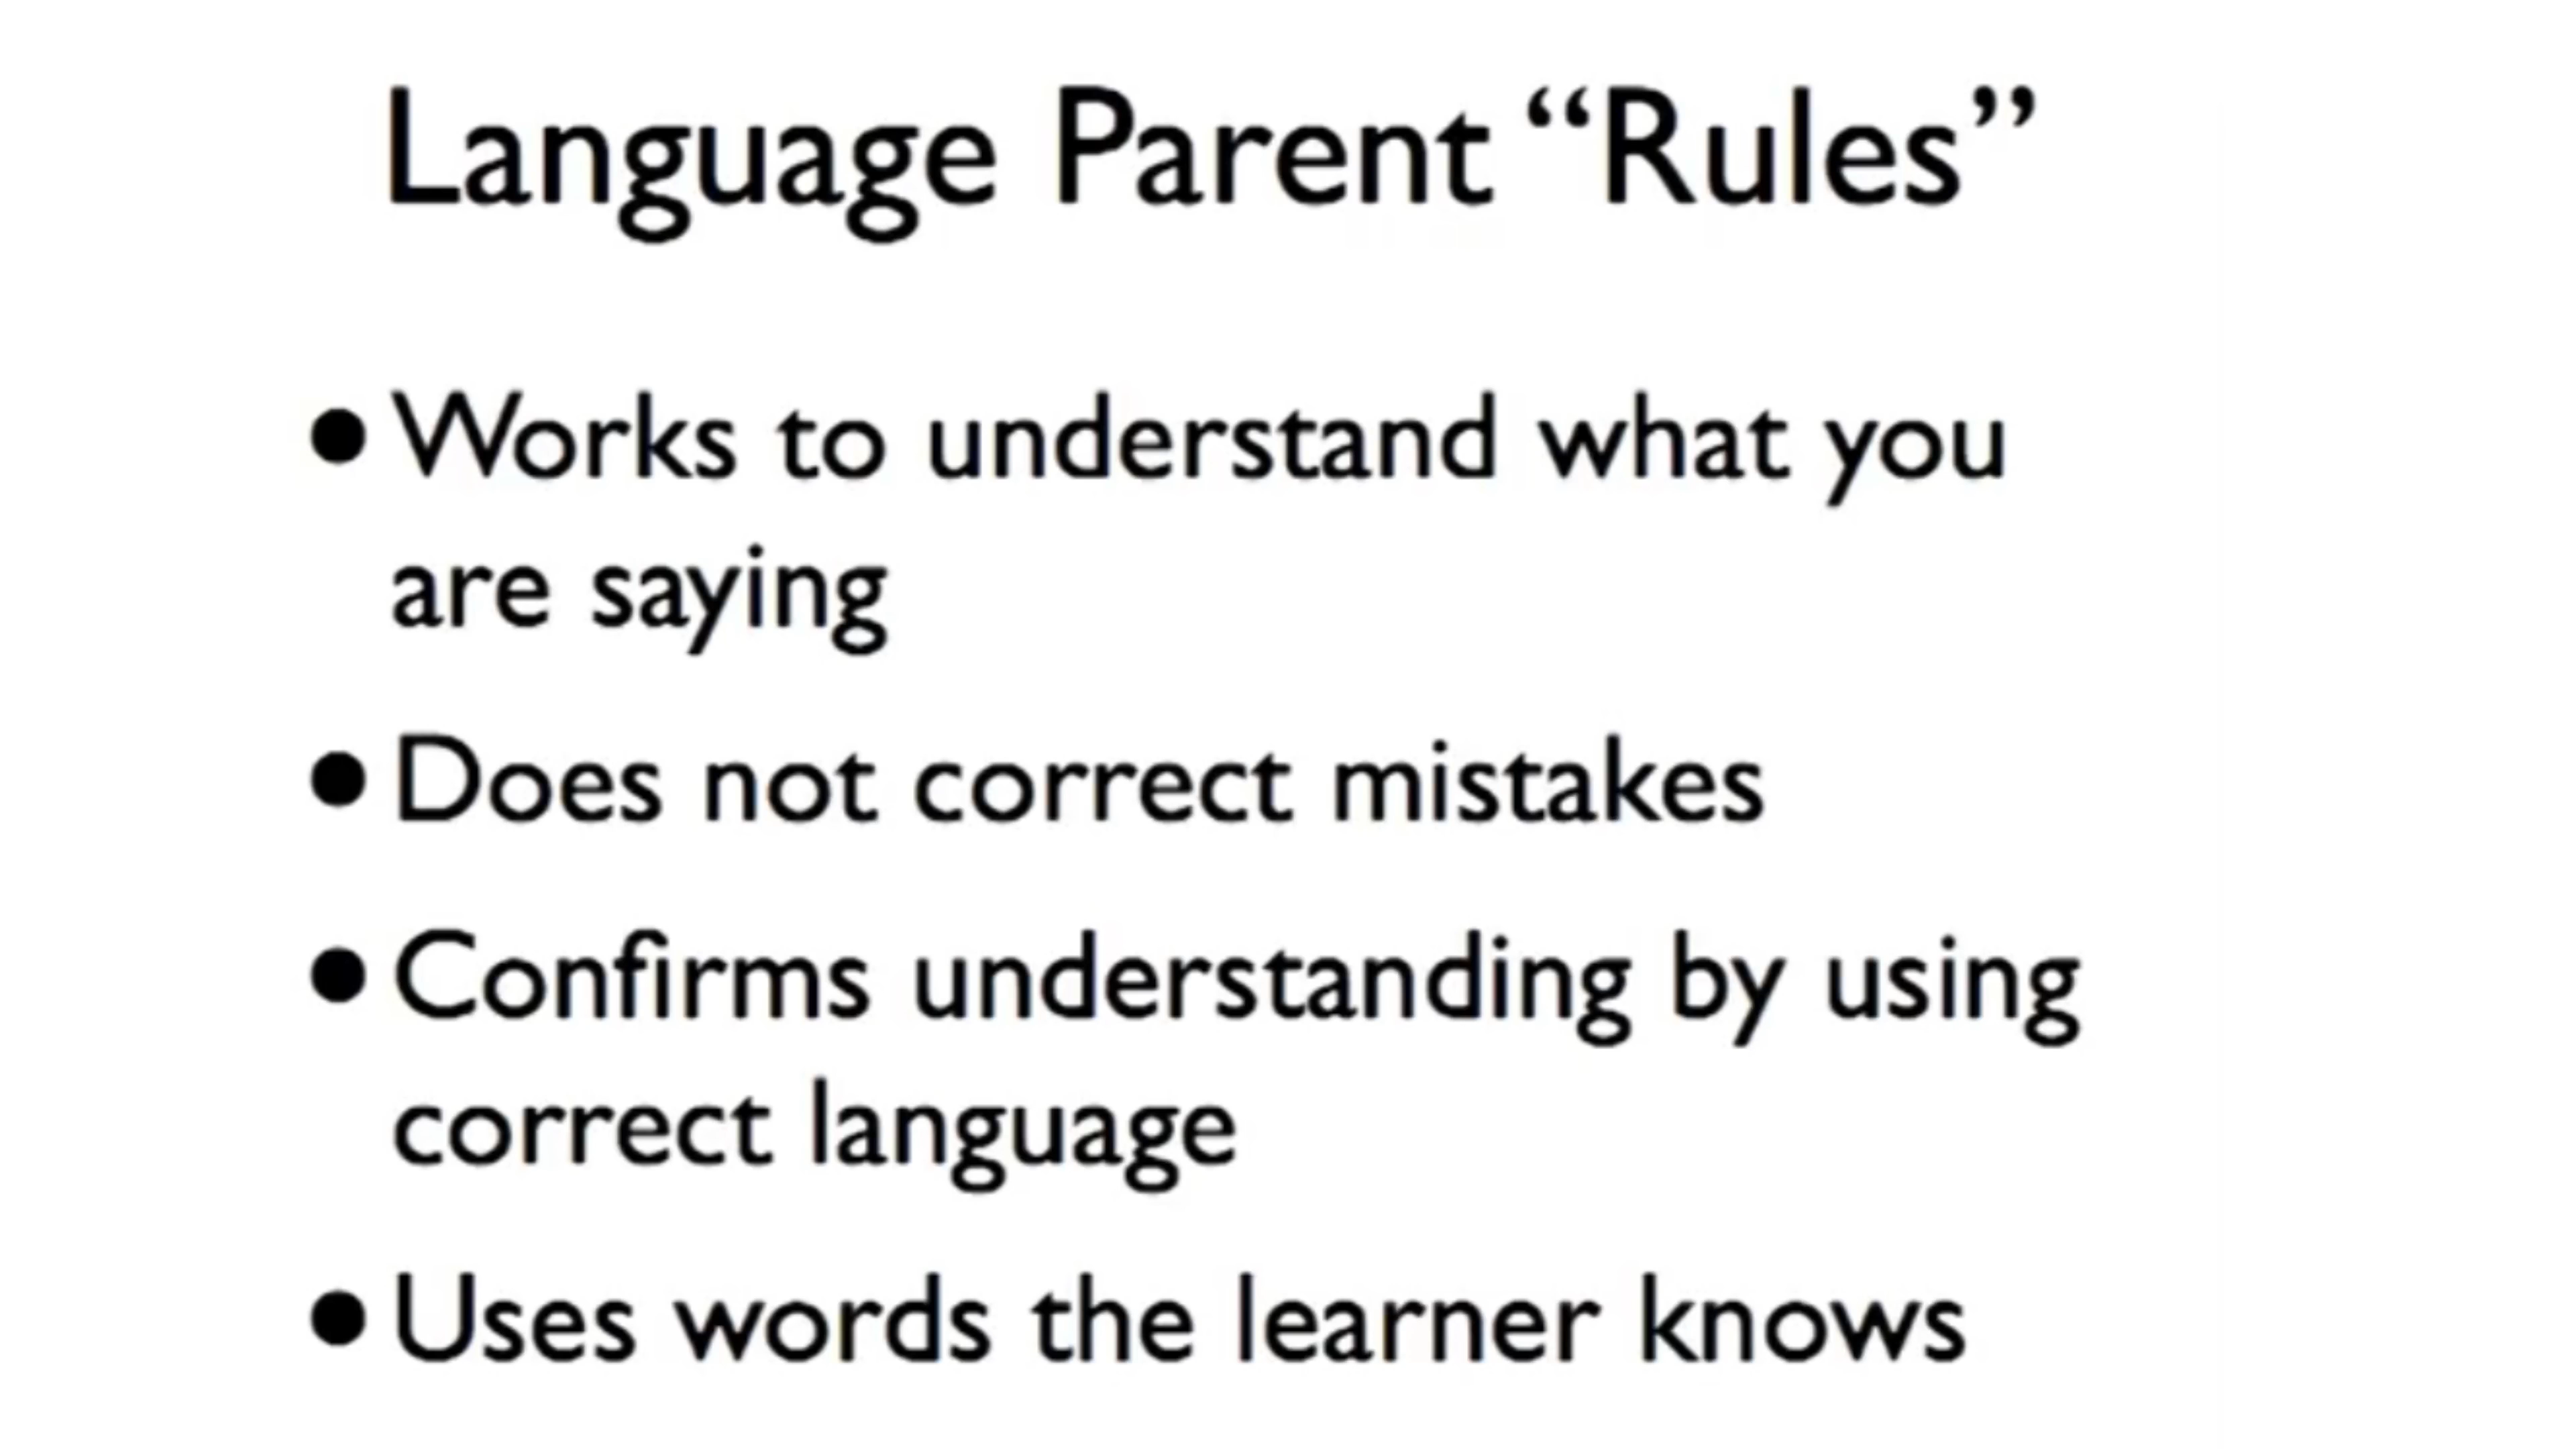 Language Parent “Rules”
• Works to understand what you
are saying
• Does not correct mistakes
• Confirms understanding by using
correct language
• Uses words the learner knows